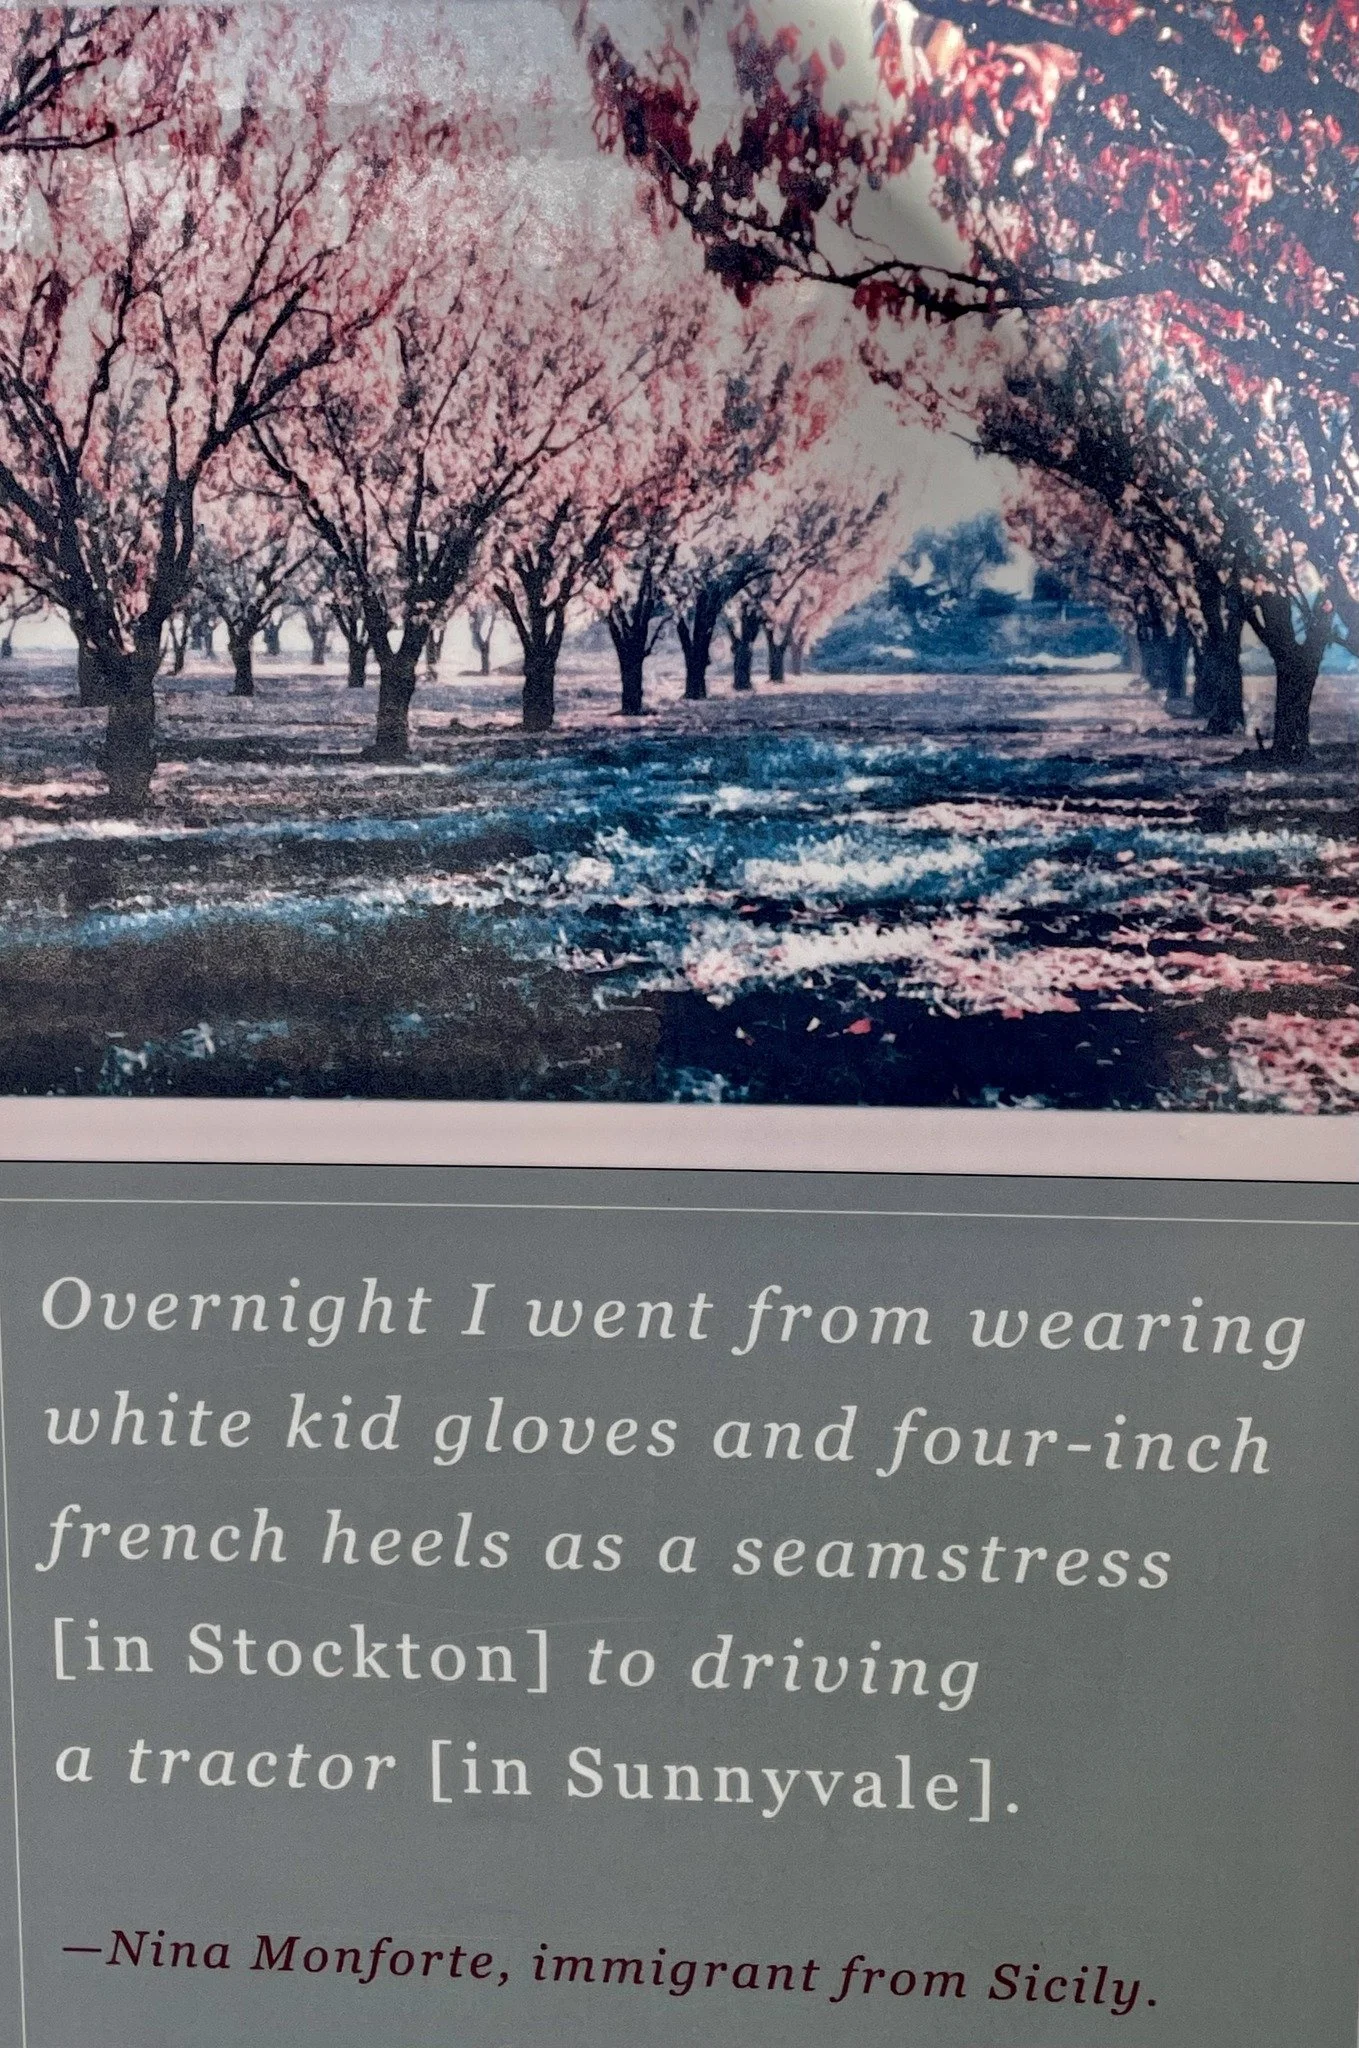 Overnight I went from wearing
white kid gloves and four-inch
french heels as a seamstress
[in Stockton] to driving
a tractor [in Sunnyvale].
—Nina Monforte, immigrant from Sicily.